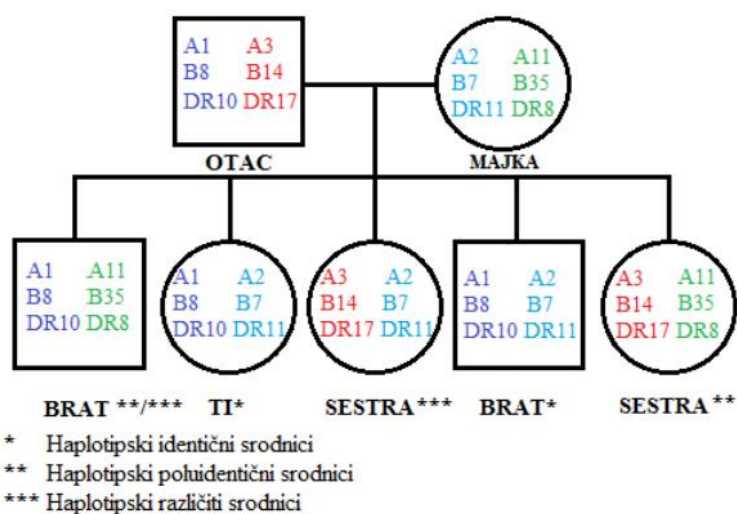 A1 A3
B8 B14
DR10 DR17
OTAC
A2 A11
B7 B35
DR11 DR8
MAJKA
A1 A11
B8 B35
DR10 DR8
BRAT **/***
A1 A2
B8 B7
DR10 DR11
TI*
A3 A2
B14 B7
DR17 DR11
SESTRA***
A1 A2
B8 B7
DR10 DR11
BRAT*
A3 A11
B14 B35
DR17 DR8
SESTRA**
* Haplotipski identični srodnici
** Haplotipski poluidentični srodnici
*** Haplotipski različiti srodnici